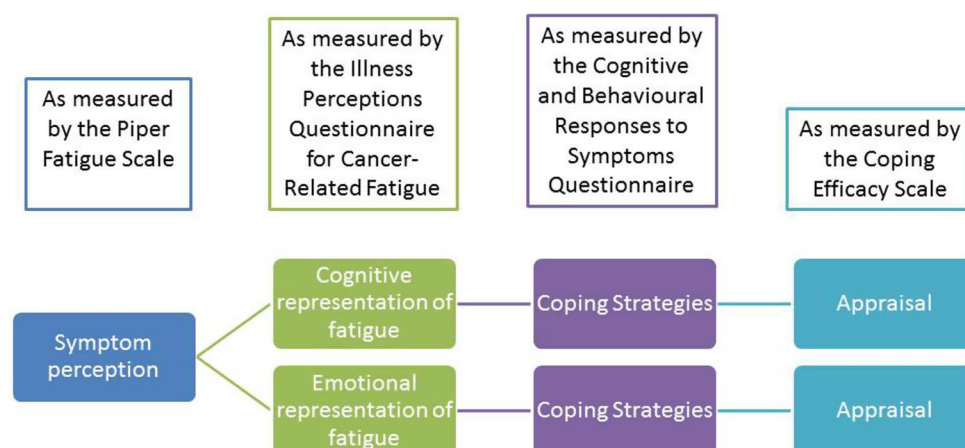 As measured
by the Piper
Fatigue Scale
As measured by
the Illness
Perceptions
Questionnaire
for Cancer-
Related Fatigue
As measured by
the Cognitive
and Behavioural
Responses to
Symptoms
Questionnaire
As measured by
the Coping
Efficacy Scale
Symptom
perception
Cognitive
representation of
fatigue
Coping Strategies
Appraisal
Emotional
representation of
fatigue
Coping Strategies
Appraisal